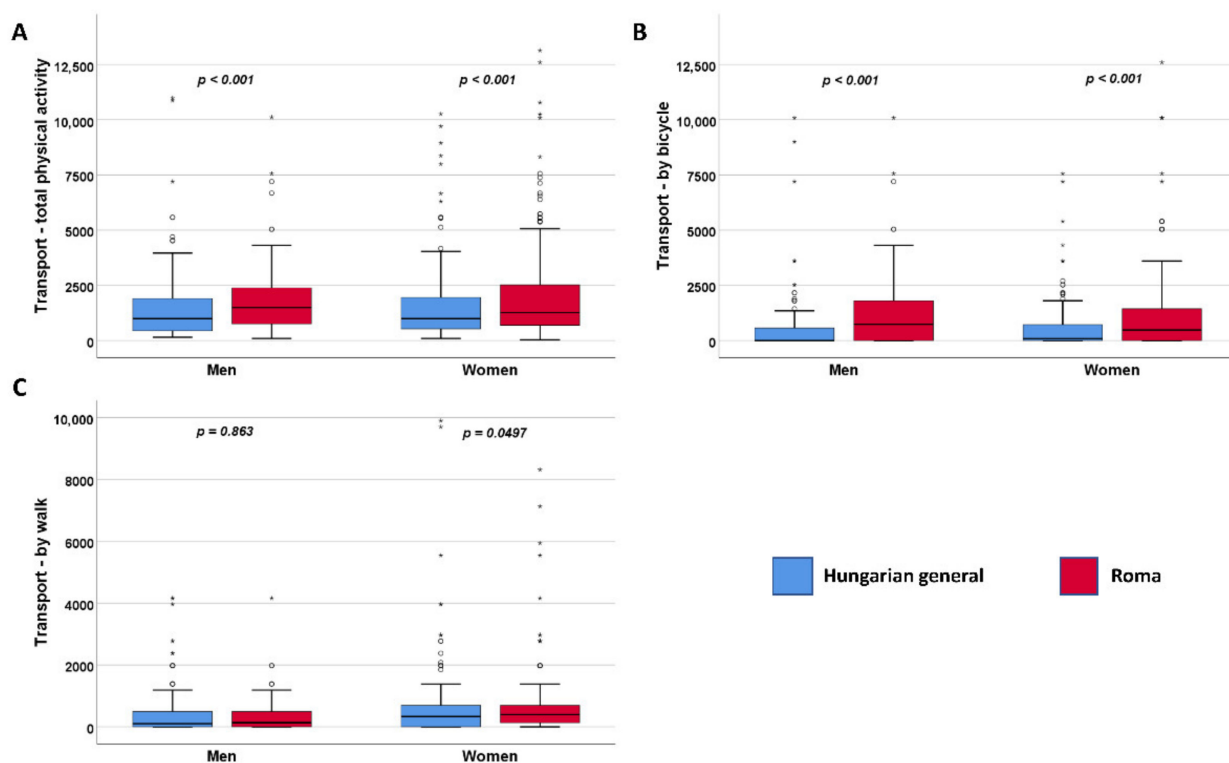 A
Transport - total physical activity
12,500
10,000
7500
5000
2500
0
p < 0.001
p < 0.001
Men
Women
B
Transport - by bicycle
12,500
10,000
7500
5000
2500
0
p < 0.001
p < 0.001
Men
Women
C
Transport - by walk
10,000
8000
6000
4000
2000
0
p = 0.863
p = 0.0497
Men
Women
Hungarian general
Roma